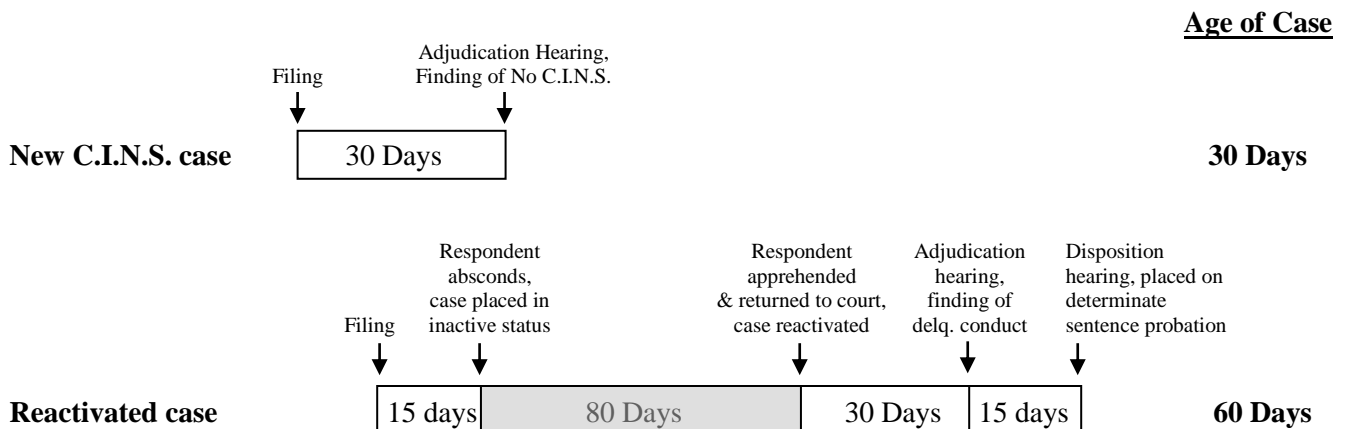 Age of Case
Adjudication Hearing,
Filing Finding of No C.I.N.S.
New C.I.N.S. case 30 Days 30 Days
Respondent
absconds,
case placed in
inactive status
Respondent
apprehended
& returned to court,
case reactivated
Adjudication
hearing,
finding of
delq. conduct
Disposition
hearing, placed on
determinate
sentence probation
Filing
Reactivated case 15 days 80 Days 30 Days 15 days 60 Days